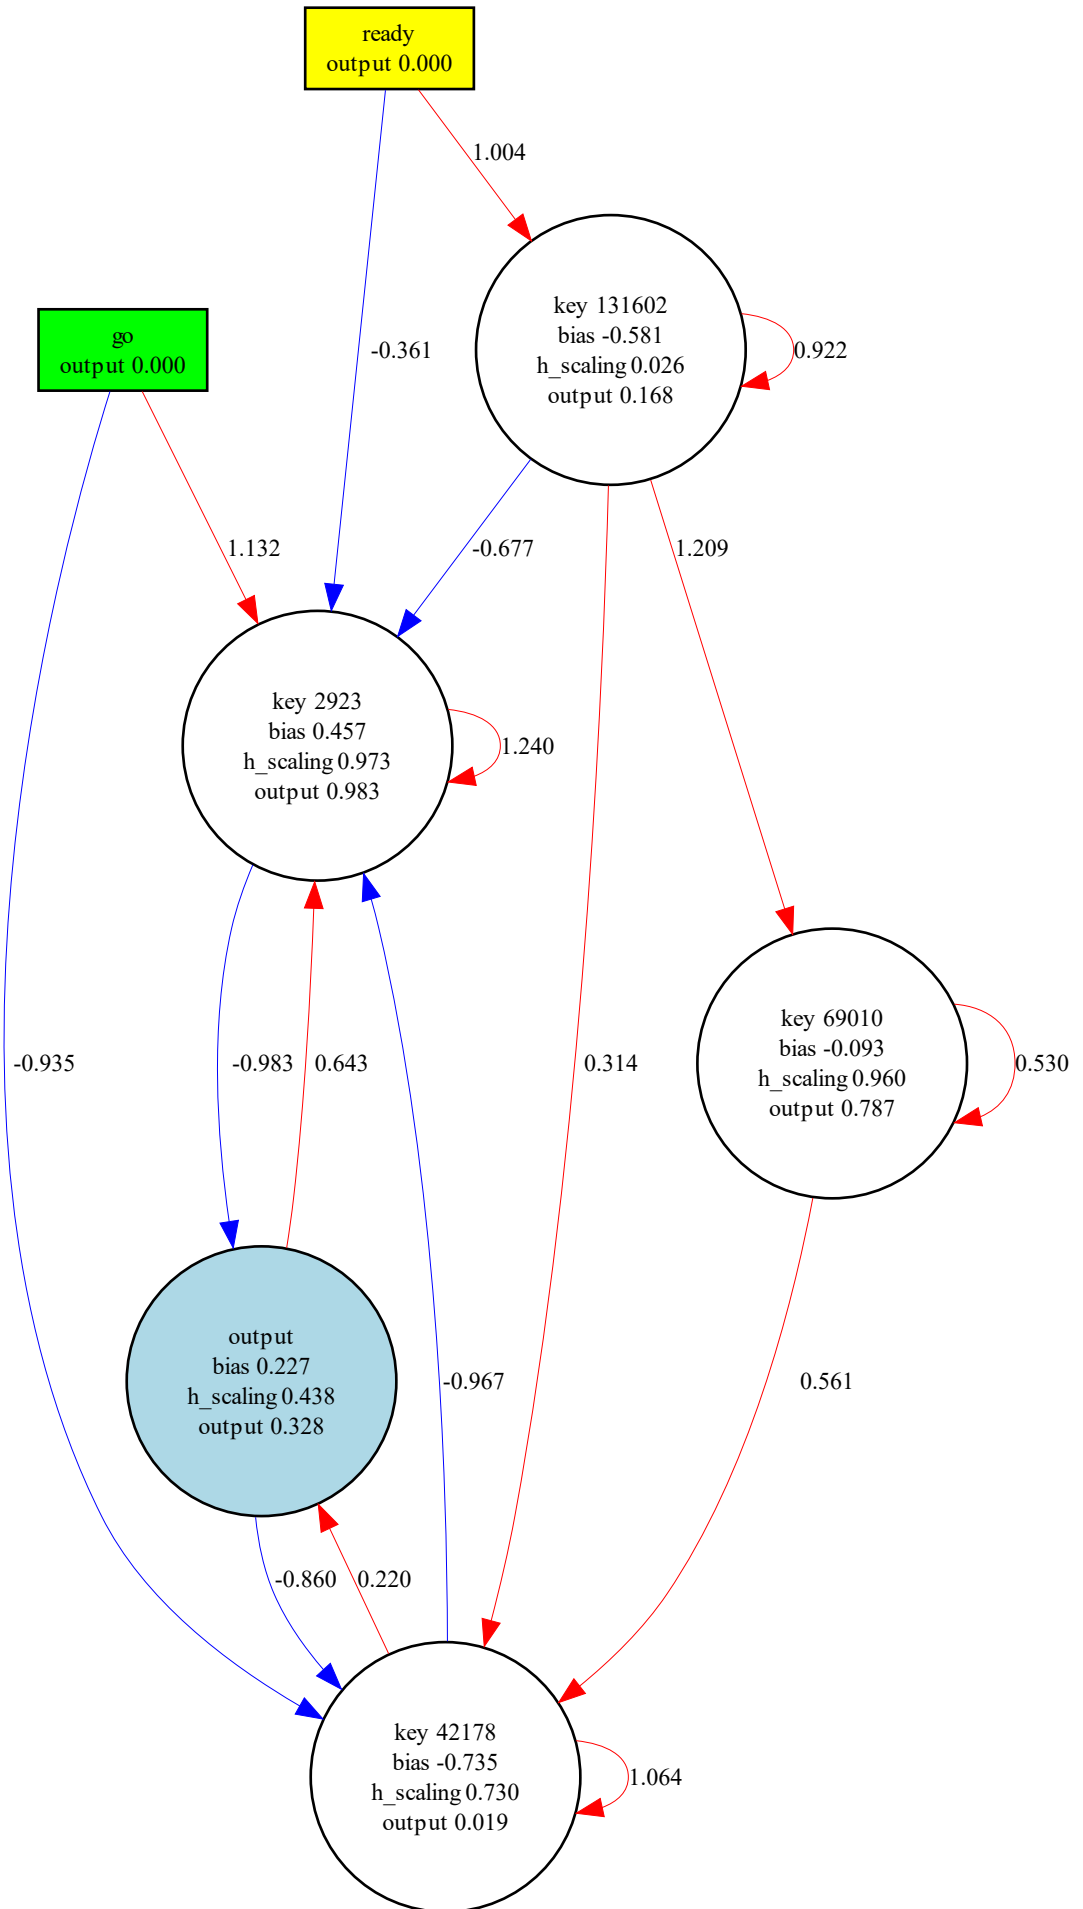 ready
output 0.000
1.004
key 131602
bias -0.581
h_scaling 0.026
output 0.168
0.922
go
output 0.000
-0.361
1.132
-0.677
1.209
key 2923
bias 0.457
h_scaling 0.973
output 0.983
1.240
key 69010
bias -0.093
h_scaling 0.960
output 0.787
0.530
-0.935
-0.983
0.643
0.314
output
bias 0.227
h_scaling 0.438
output 0.328
-0.967
0.561
-0.860
0.220
key 42178
bias -0.735
h_scaling 0.730
output 0.019
1.064